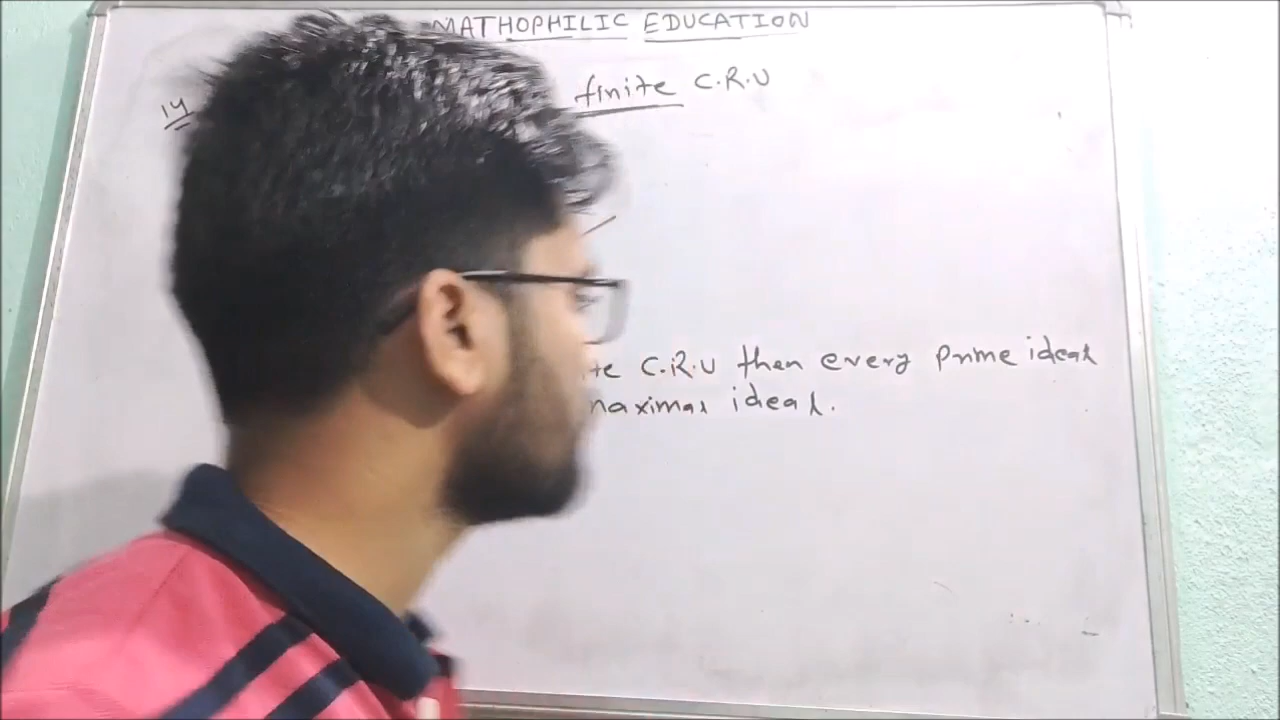 MATHOPHILIC EDUCATION
14 finite C.R.U
te C.R.U then every prime ideal
maximal ideal.